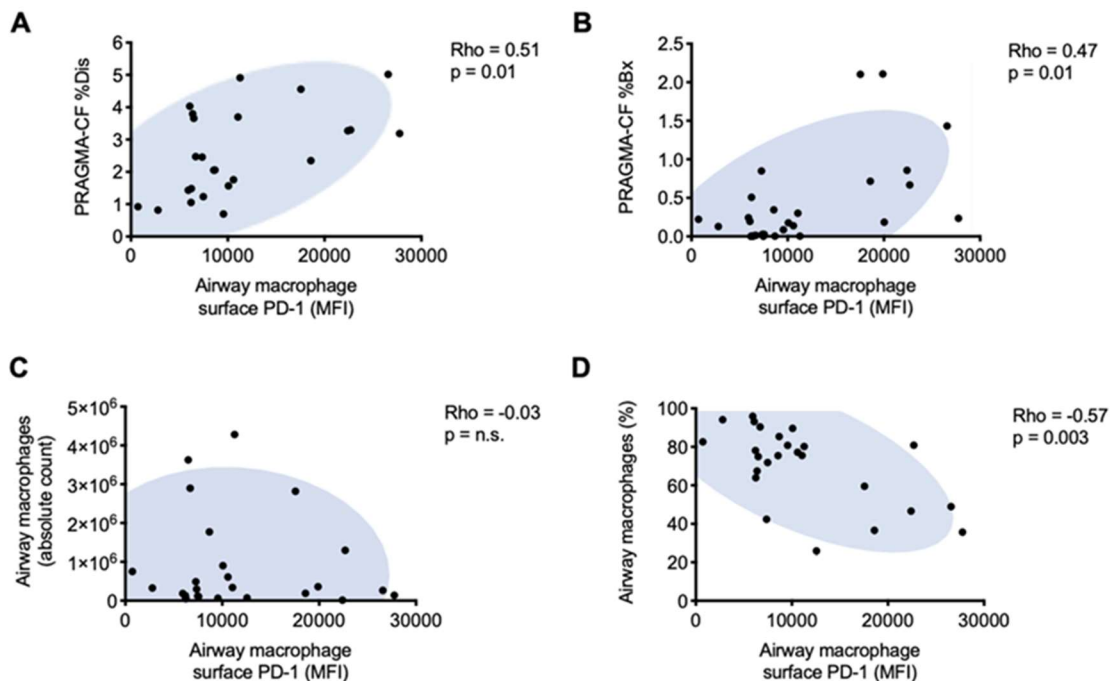 A
PRAGMA-CF %Dis
6
5
4
3
2
1
0
0 10000 20000 30000
Airway macrophage
surface PD-1 (MFI)
Rho = 0.51
p = 0.01
B
PRAGMA-CF %Bx
2.5
2.0
1.5
1.0
0.5
0.0
0 10000 20000 30000
Airway macrophage
surface PD-1 (MFI)
Rho = 0.47
p = 0.01
C
Airway macrophages
(absolute count)
5×10⁶
4×10⁶
3×10⁶
2×10⁶
1×10⁶
0
0 10000 20000 30000
Airway macrophage
surface PD-1 (MFI)
Rho = -0.03
p = n.s.
D
Airway macrophages (%)
100
80
60
40
20
0
0 10000 20000 30000
Airway macrophage
surface PD-1 (MFI)
Rho = -0.57
p = 0.003